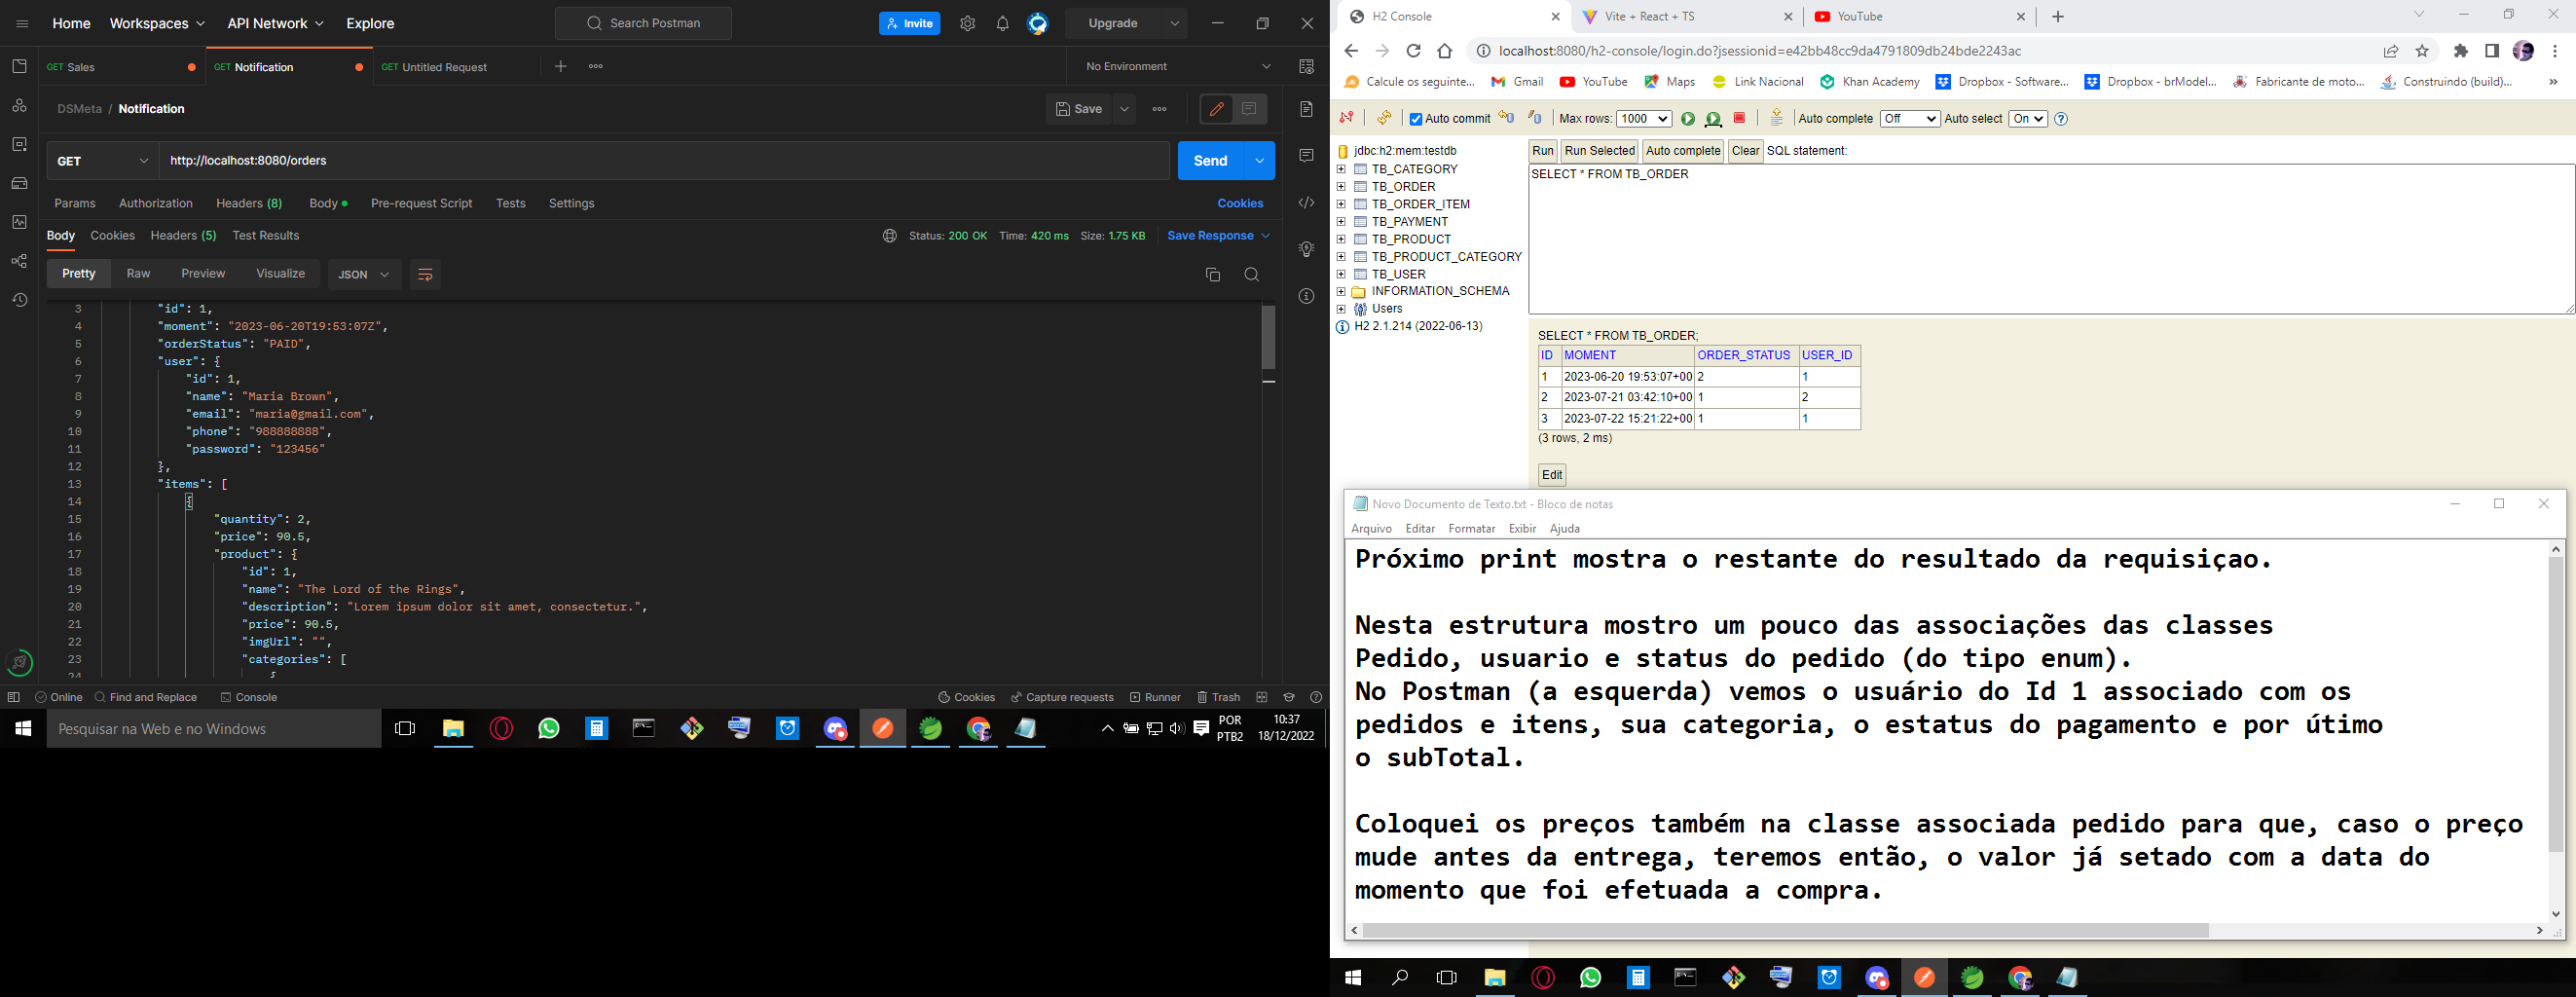 Home Workspaces API Network Explore Search Postman Invite Upgrade
GET Sales GET Notification GET Untitled Request No Environment
DSMeta / Notification Save
GET http://localhost:8080/orders Send
Params Authorization Headers (8) Body Pre-request Script Tests Settings Cookies
Body Cookies Headers (5) Test Results Status: 200 OK Time: 420 ms Size: 1.75 KB Save Response
Pretty Raw Preview Visualize JSON
3 "id": 1,
4 "moment": "2023-06-20T19:53:07Z",
5 "orderStatus": "PAID",
6 "user": {
7 "id": 1,
8 "name": "Maria Brown",
9 "email": "maria@gmail.com",
10 "phone": "988888888",
11 "password": "123456"
12 },
13 "items": [
14 {
15 "quantity": 2,
16 "price": 90.5,
17 "product": {
18 "id": 1,
19 "name": "The Lord of the Rings",
20 "description": "Lorem ipsum dolor sit amet, consectetur.",
21 "price": 90.5,
22 "imgUrl": "",
23 "categories": [
24 {
Online Find and Replace Console Cookies Capture requests Runner Trash
Pesquisar na Web e no Windows
POR
PTB2
10:37
18/12/2022
H2 Console Vite + React + TS YouTube
localhost:8080/h2-console/login.do?jsessionid=e42bb48cc9da4791809db24bde2243ac
Calcule os seguinte... Gmail YouTube Maps Link Nacional Khan Academy Dropbox - Software... Dropbox - brModel... Fabricante de moto... Construindo (build)... »
Auto commit Max rows: 1000 Auto complete Off Auto select On
jdbc:h2:mem:testdb
TB_CATEGORY
TB_ORDER
TB_ORDER_ITEM
TB_PAYMENT
TB_PRODUCT
TB_PRODUCT_CATEGORY
TB_USER
INFORMATION_SCHEMA
Users
H2 2.1.214 (2022-06-13)
Run Run Selected Auto complete Clear SQL statement:
SELECT * FROM TB_ORDER
SELECT * FROM TB_ORDER;
ID MOMENT ORDER_STATUS USER_ID
1 2023-06-20 19:53:07+00 2 1
2 2023-07-21 03:42:10+00 1 2
3 2023-07-22 15:21:22+00 1 1
(3 rows, 2 ms)
Edit
Novo Documento de Texto.txt - Bloco de notas
Arquivo Editar Formatar Exibir Ajuda
Próximo print mostra o restante do resultado da requisiçao.
Nesta estrutura mostro um pouco das associações das classes
Pedido, usuario e status do pedido (do tipo enum).
No Postman (a esquerda) vemos o usuário do Id 1 associado com os
pedidos e itens, sua categoria, o estatus do pagamento e por útimo
o subTotal.
Coloquei os preços também na classe associada pedido para que, caso o preço
mude antes da entrega, teremos então, o valor já setado com a data do
momento que foi efetuada a compra.